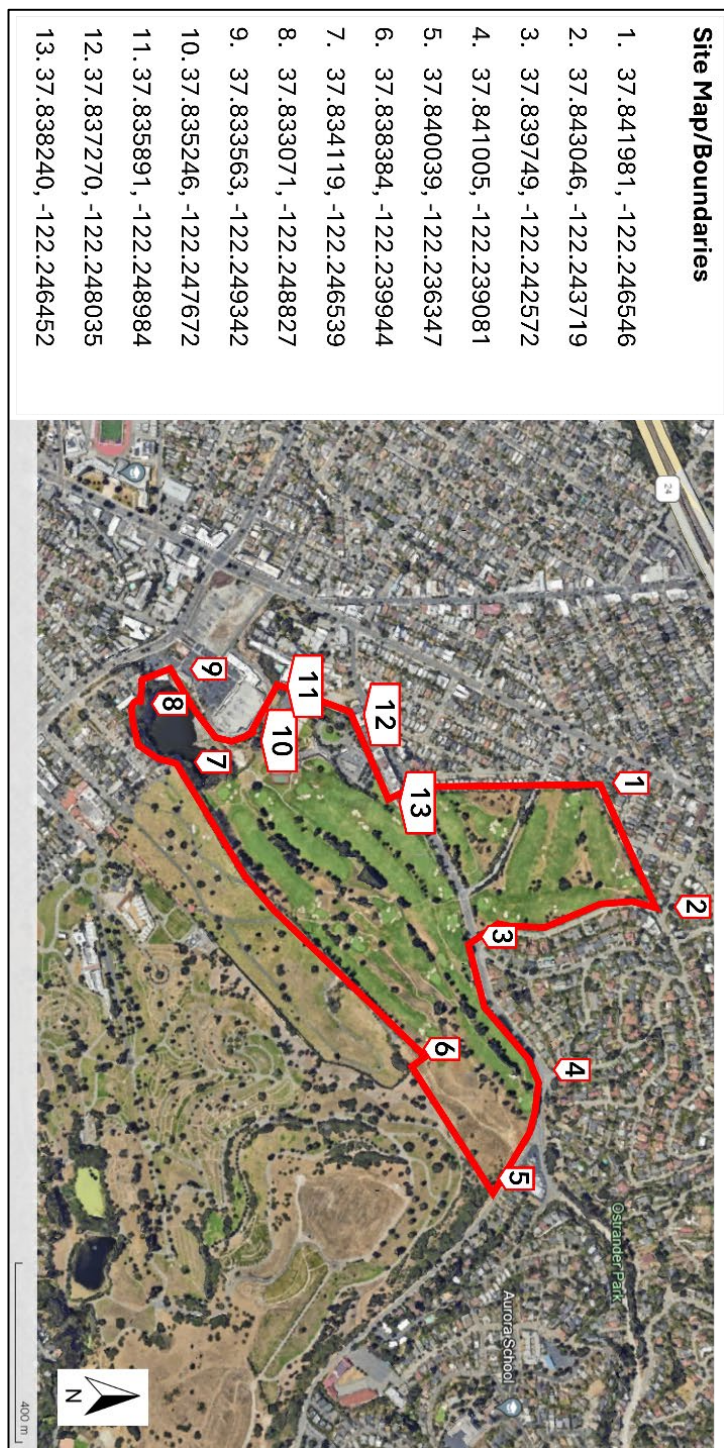 Site Map/Boundaries
1. 37.841981, -122.246546
2. 37.843046, -122.243719
3. 37.839749, -122.242572
4. 37.841005, -122.239081
5. 37.840039, -122.236347
6. 37.838384, -122.239944
7. 37.834119, -122.246539
8. 37.833071, -122.248827
9. 37.833563, -122.249342
10. 37.835246, -122.247672
11. 37.835891, -122.248984
12. 37.837270, -122.248035
13. 37.838240, -122.246452
24
1
2
3
4
5
6
7
8
9
10
11
12
13
Ostrander Park
Aurora School
N
400 m